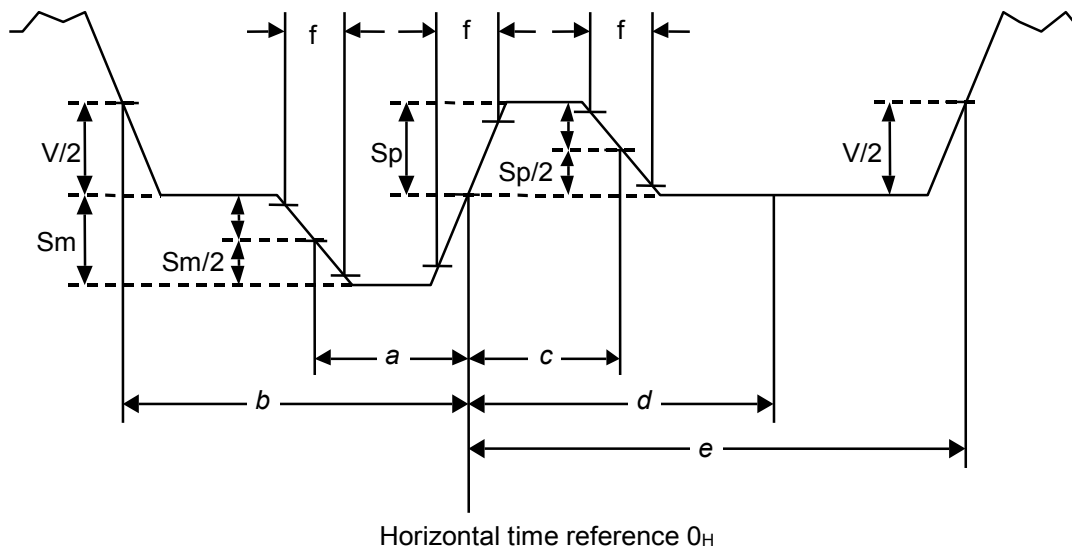 f f f
V/2 Sp V/2
Sp/2
Sm
Sm/2
a c
b d
e
Horizontal time reference 0H